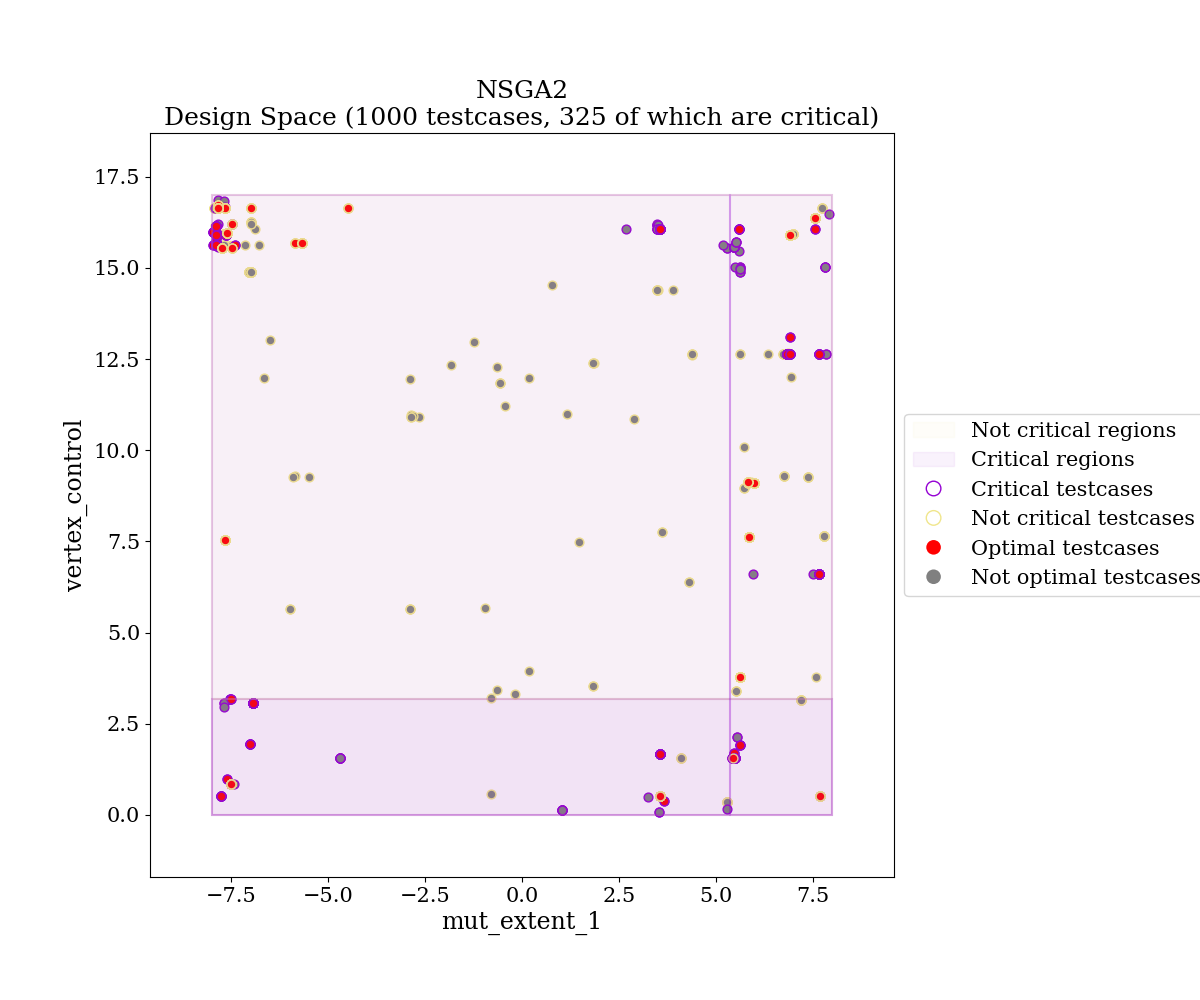 NSGA2
Design Space (1000 testcases, 325 of which are critical)
17.5
15.0
12.5
10.0
7.5
5.0
2.5
0.0
vertex_control
−7.5
−5.0
−2.5
0.0
2.5
5.0
7.5
mut_extent_1
Not critical regions
Critical regions
Critical testcases
Not critical testcases
Optimal testcases
Not optimal testcases